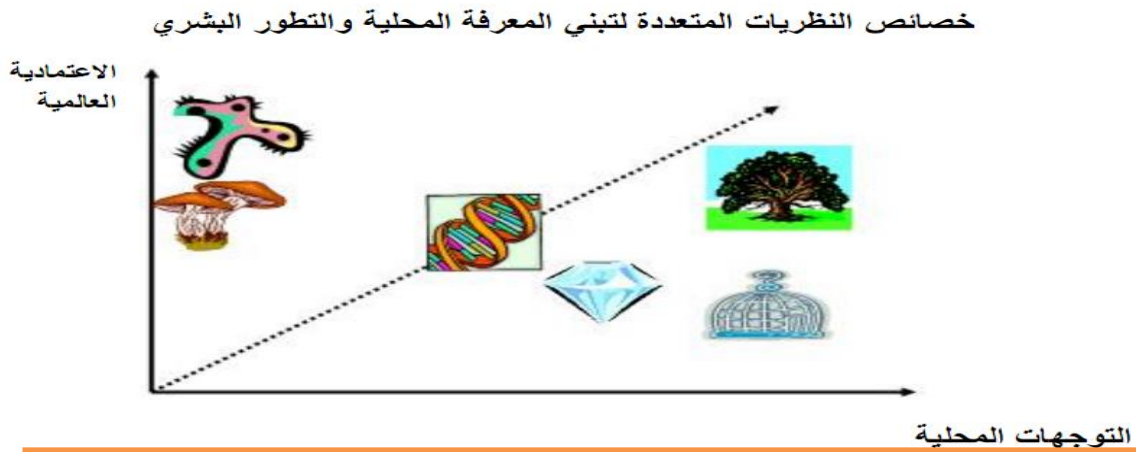 خصائص النظريات المتعددة لتبني المعرفة المحلية والتطور البشري
الاعتمادية
العالمية
التوجهات المحلية